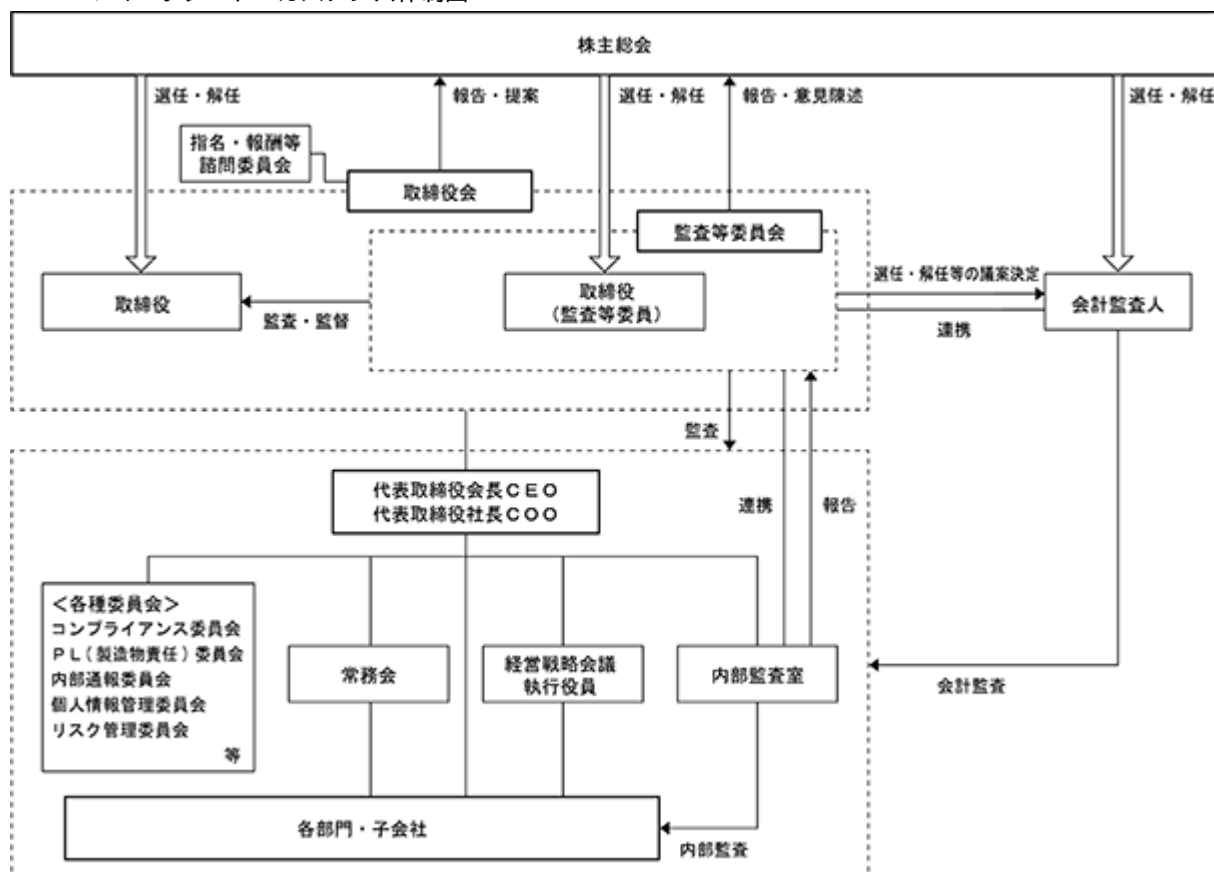 株主総会
選任・解任
報告・提案
選任・解任
報告・意見陳述
選任・解任
指名・報酬等
諮問委員会
取締役会
監査等委員会
取締役
監査・監督
取締役
(監査等委員)
選任・解任等の議案決定
連携
会計監査人
監査
代表取締役会長CEO
代表取締役社長COO
連携
報告
<各種委員会>
コンプライアンス委員会
PL(製造物責任)委員会
内部通報委員会
個人情報管理委員会
リスク管理委員会
等
常務会
経営戦略会議
執行役員
内部監査室
会計監査
各部門・子会社
内部監査